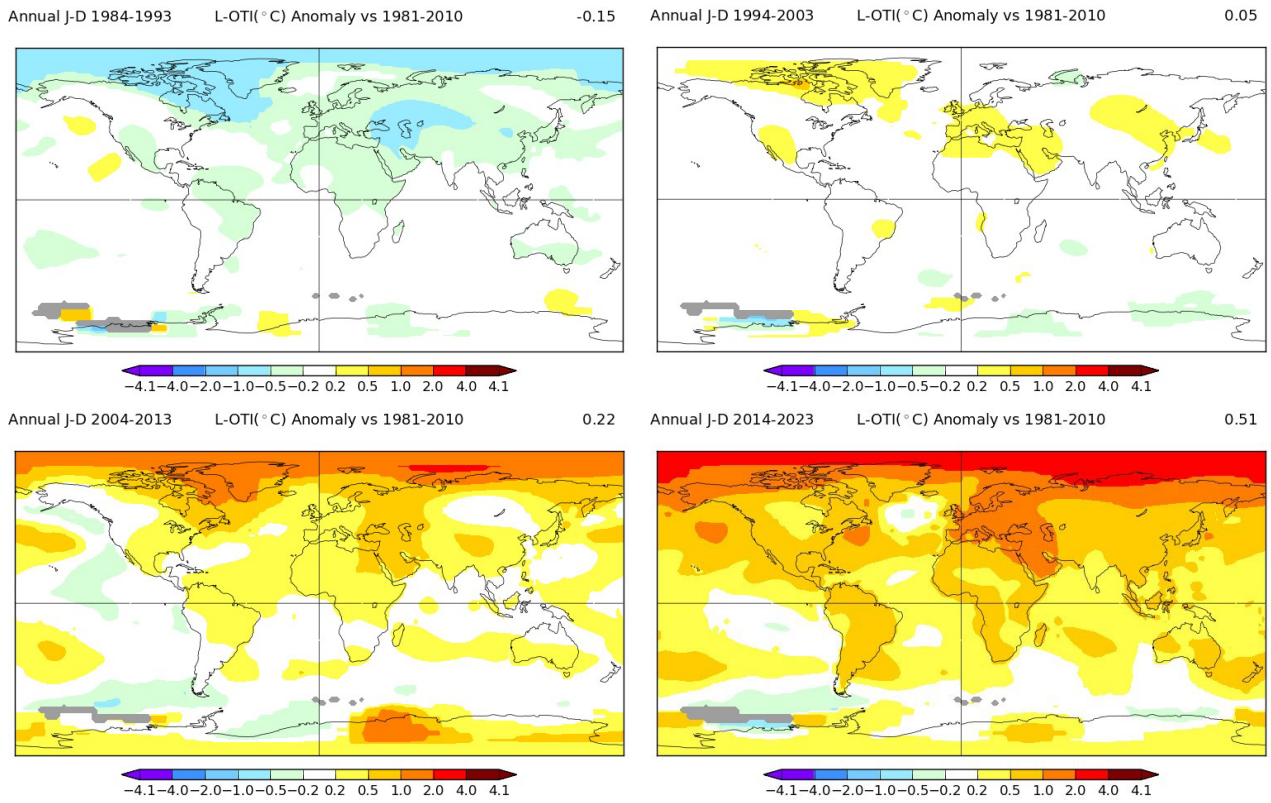 Annual J-D 1984-1993 L-OTI(°C) Anomaly vs 1981-2010 -0.15
Annual J-D 1994-2003 L-OTI(°C) Anomaly vs 1981-2010 0.05
−4.1 −4.0 −2.0 −1.0 −0.5 −0.2 0.2 0.5 1.0 2.0 4.0 4.1
−4.1 −4.0 −2.0 −1.0 −0.5 −0.2 0.2 0.5 1.0 2.0 4.0 4.1
Annual J-D 2004-2013 L-OTI(°C) Anomaly vs 1981-2010 0.22
Annual J-D 2014-2023 L-OTI(°C) Anomaly vs 1981-2010 0.51
−4.1 −4.0 −2.0 −1.0 −0.5 −0.2 0.2 0.5 1.0 2.0 4.0 4.1
−4.1 −4.0 −2.0 −1.0 −0.5 −0.2 0.2 0.5 1.0 2.0 4.0 4.1